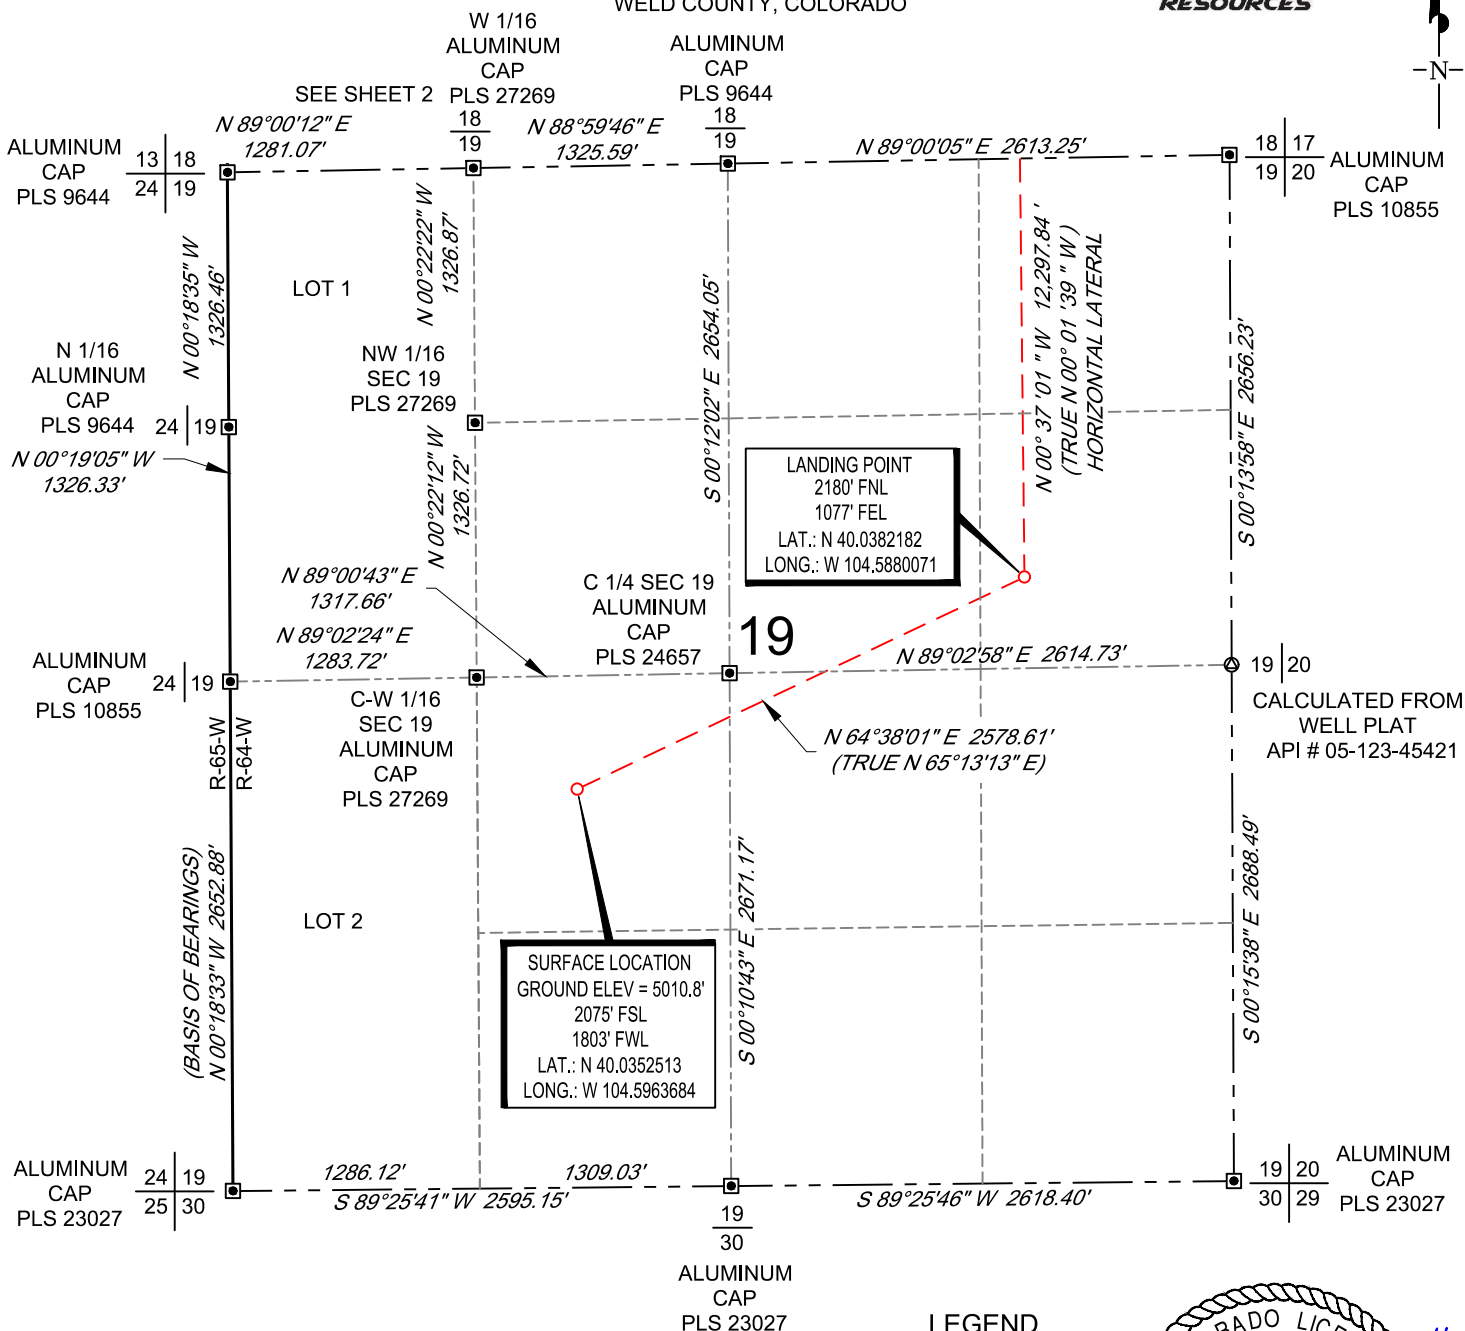 WELD COUNTY, COLORADO
RESOURCES
-N-
W 1/16
ALUMINUM
CAP
PLS 27269
18
19
ALUMINUM
CAP
PLS 9644
18
19
SEE SHEET 2
N 89°00'12" E
1281.07'
N 88°59'46" E
1325.59'
N 89°00'05" E 2613.25'
ALUMINUM
CAP
PLS 9644
13 18
24 19
18 17
19 20
ALUMINUM
CAP
PLS 10855
N 00°18'35" W
1326.46'
N 00°22'22" W
1326.87'
LOT 1
S 00°12'02" E 2654.05'
N 00° 37 '01 " W 12,297.84 '
(TRUE N 00° 01 '39 " W )
HORIZONTAL LATERAL
S 00°13'58" E 2656.23'
N 1/16
ALUMINUM
CAP
PLS 9644
24 19
NW 1/16
SEC 19
PLS 27269
N 00°19'05" W
1326.33'
N 00°22'12" W
1326.72'
LANDING POINT
2180' FNL
1077' FEL
LAT.: N 40.0382182
LONG.: W 104.5880071
N 89°00'43" E
1317.66'
N 89°02'24" E
1283.72'
C 1/4 SEC 19
ALUMINUM
CAP
PLS 24657
19
N 89°02'58" E 2614.73'
ALUMINUM
CAP
PLS 10855
24 19
19 20
CALCULATED FROM
WELL PLAT
API # 05-123-45421
C-W 1/16
SEC 19
ALUMINUM
CAP
PLS 27269
R-65-W
R-64-W
N 64°38'01" E 2578.61'
(TRUE N 65°13'13" E)
(BASIS OF BEARINGS)
N 00°18'33" W 2652.88'
LOT 2
S 00°10'43" E 2671.17'
S 00°15'38" E 2688.49'
SURFACE LOCATION
GROUND ELEV = 5010.8'
2075' FSL
1803' FWL
LAT.: N 40.0352513
LONG.: W 104.5963684
ALUMINUM
CAP
PLS 23027
24 19
25 30
1286.12'
1309.03'
S 89°25'41" W 2595.15'
S 89°25'46" W 2618.40'
19
30
ALUMINUM
CAP
PLS 23027
19 20
30 29
ALUMINUM
CAP
PLS 23027
LEGEND